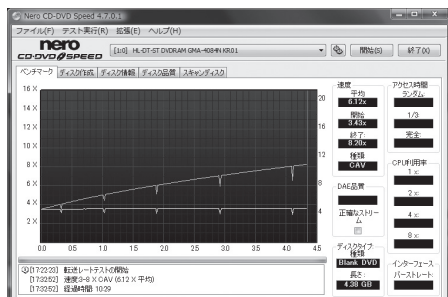 Nero CD-DVD Speed 4.7.0.1
ファイル(F) テスト実行(R) 拡張(E) ヘルプ(H)
nero
CD·DVD SPEED
[1:0] HL-DT-ST DVDRAM GMA-4084N KR01
開始(S)
終了(X)
ベンチマーク ディスク作成 ディスク情報 ディスク品質 スキャンディスク
16 X
14 X
12 X
10 X
8 X
6 X
4 X
2 X
20
16
12
8
4
0.0 0.5 1.0 1.5 2.0 2.5 3.0 3.5 4.0 4.5
速度
平均
6.12x
開始
3.43x
終了:
8.20x
種類
CAV
DAE品質
正確なストリーム
ディスクタイプ:
種類
Blank DVD
長さ:
4.38 GB
アクセス時間
ランダム:
1/3
完全:
CPU利用率
1 x:
2 x:
4 x:
8 x:
インターフェース
バーストレート:
[17:22:23] 転送レートテストの開始
[17:32:52] 速度3-8 X CAV (6.12 X 平均)
[17:32:52] 経過時間: 10:29